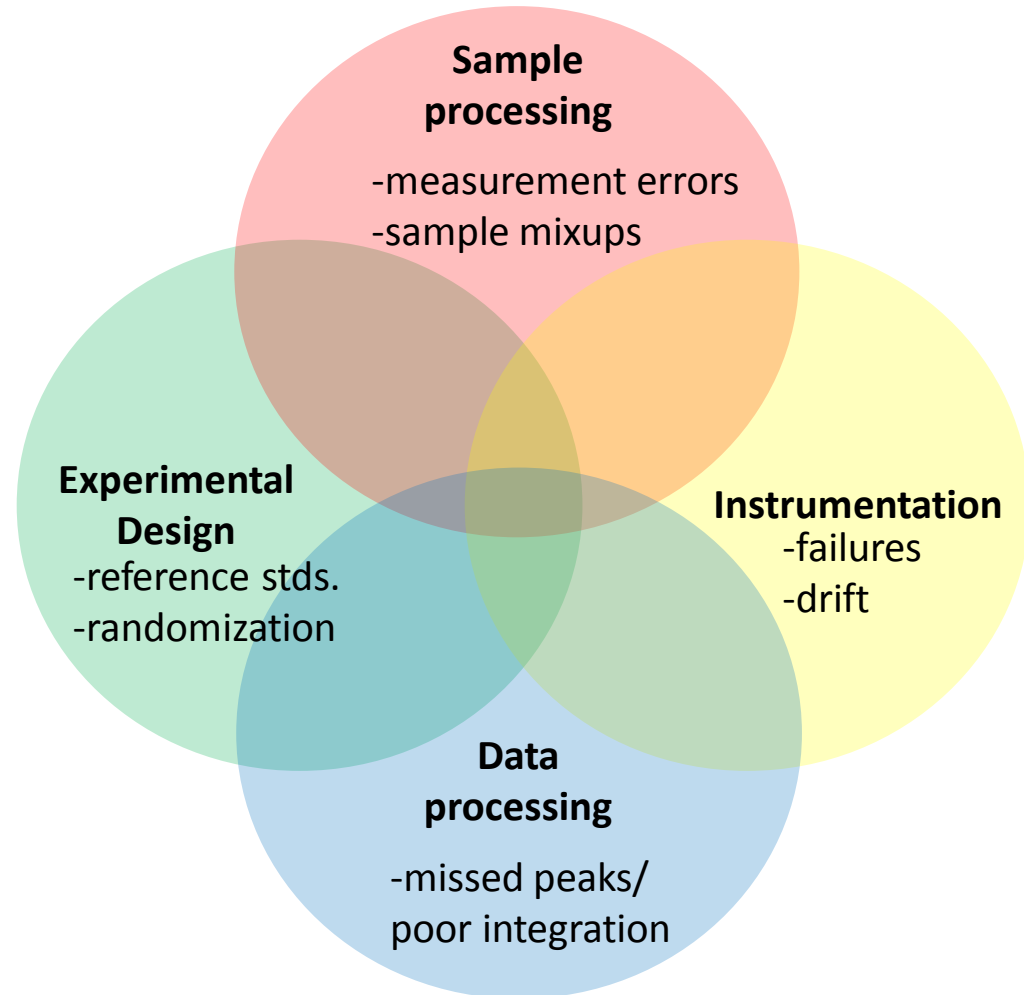 Sample
processing
-measurement errors
-sample mixups
Experimental
Design
-reference stds.
-randomization
Instrumentation
-failures
-drift
Data
processing
-missed peaks/
poor integration